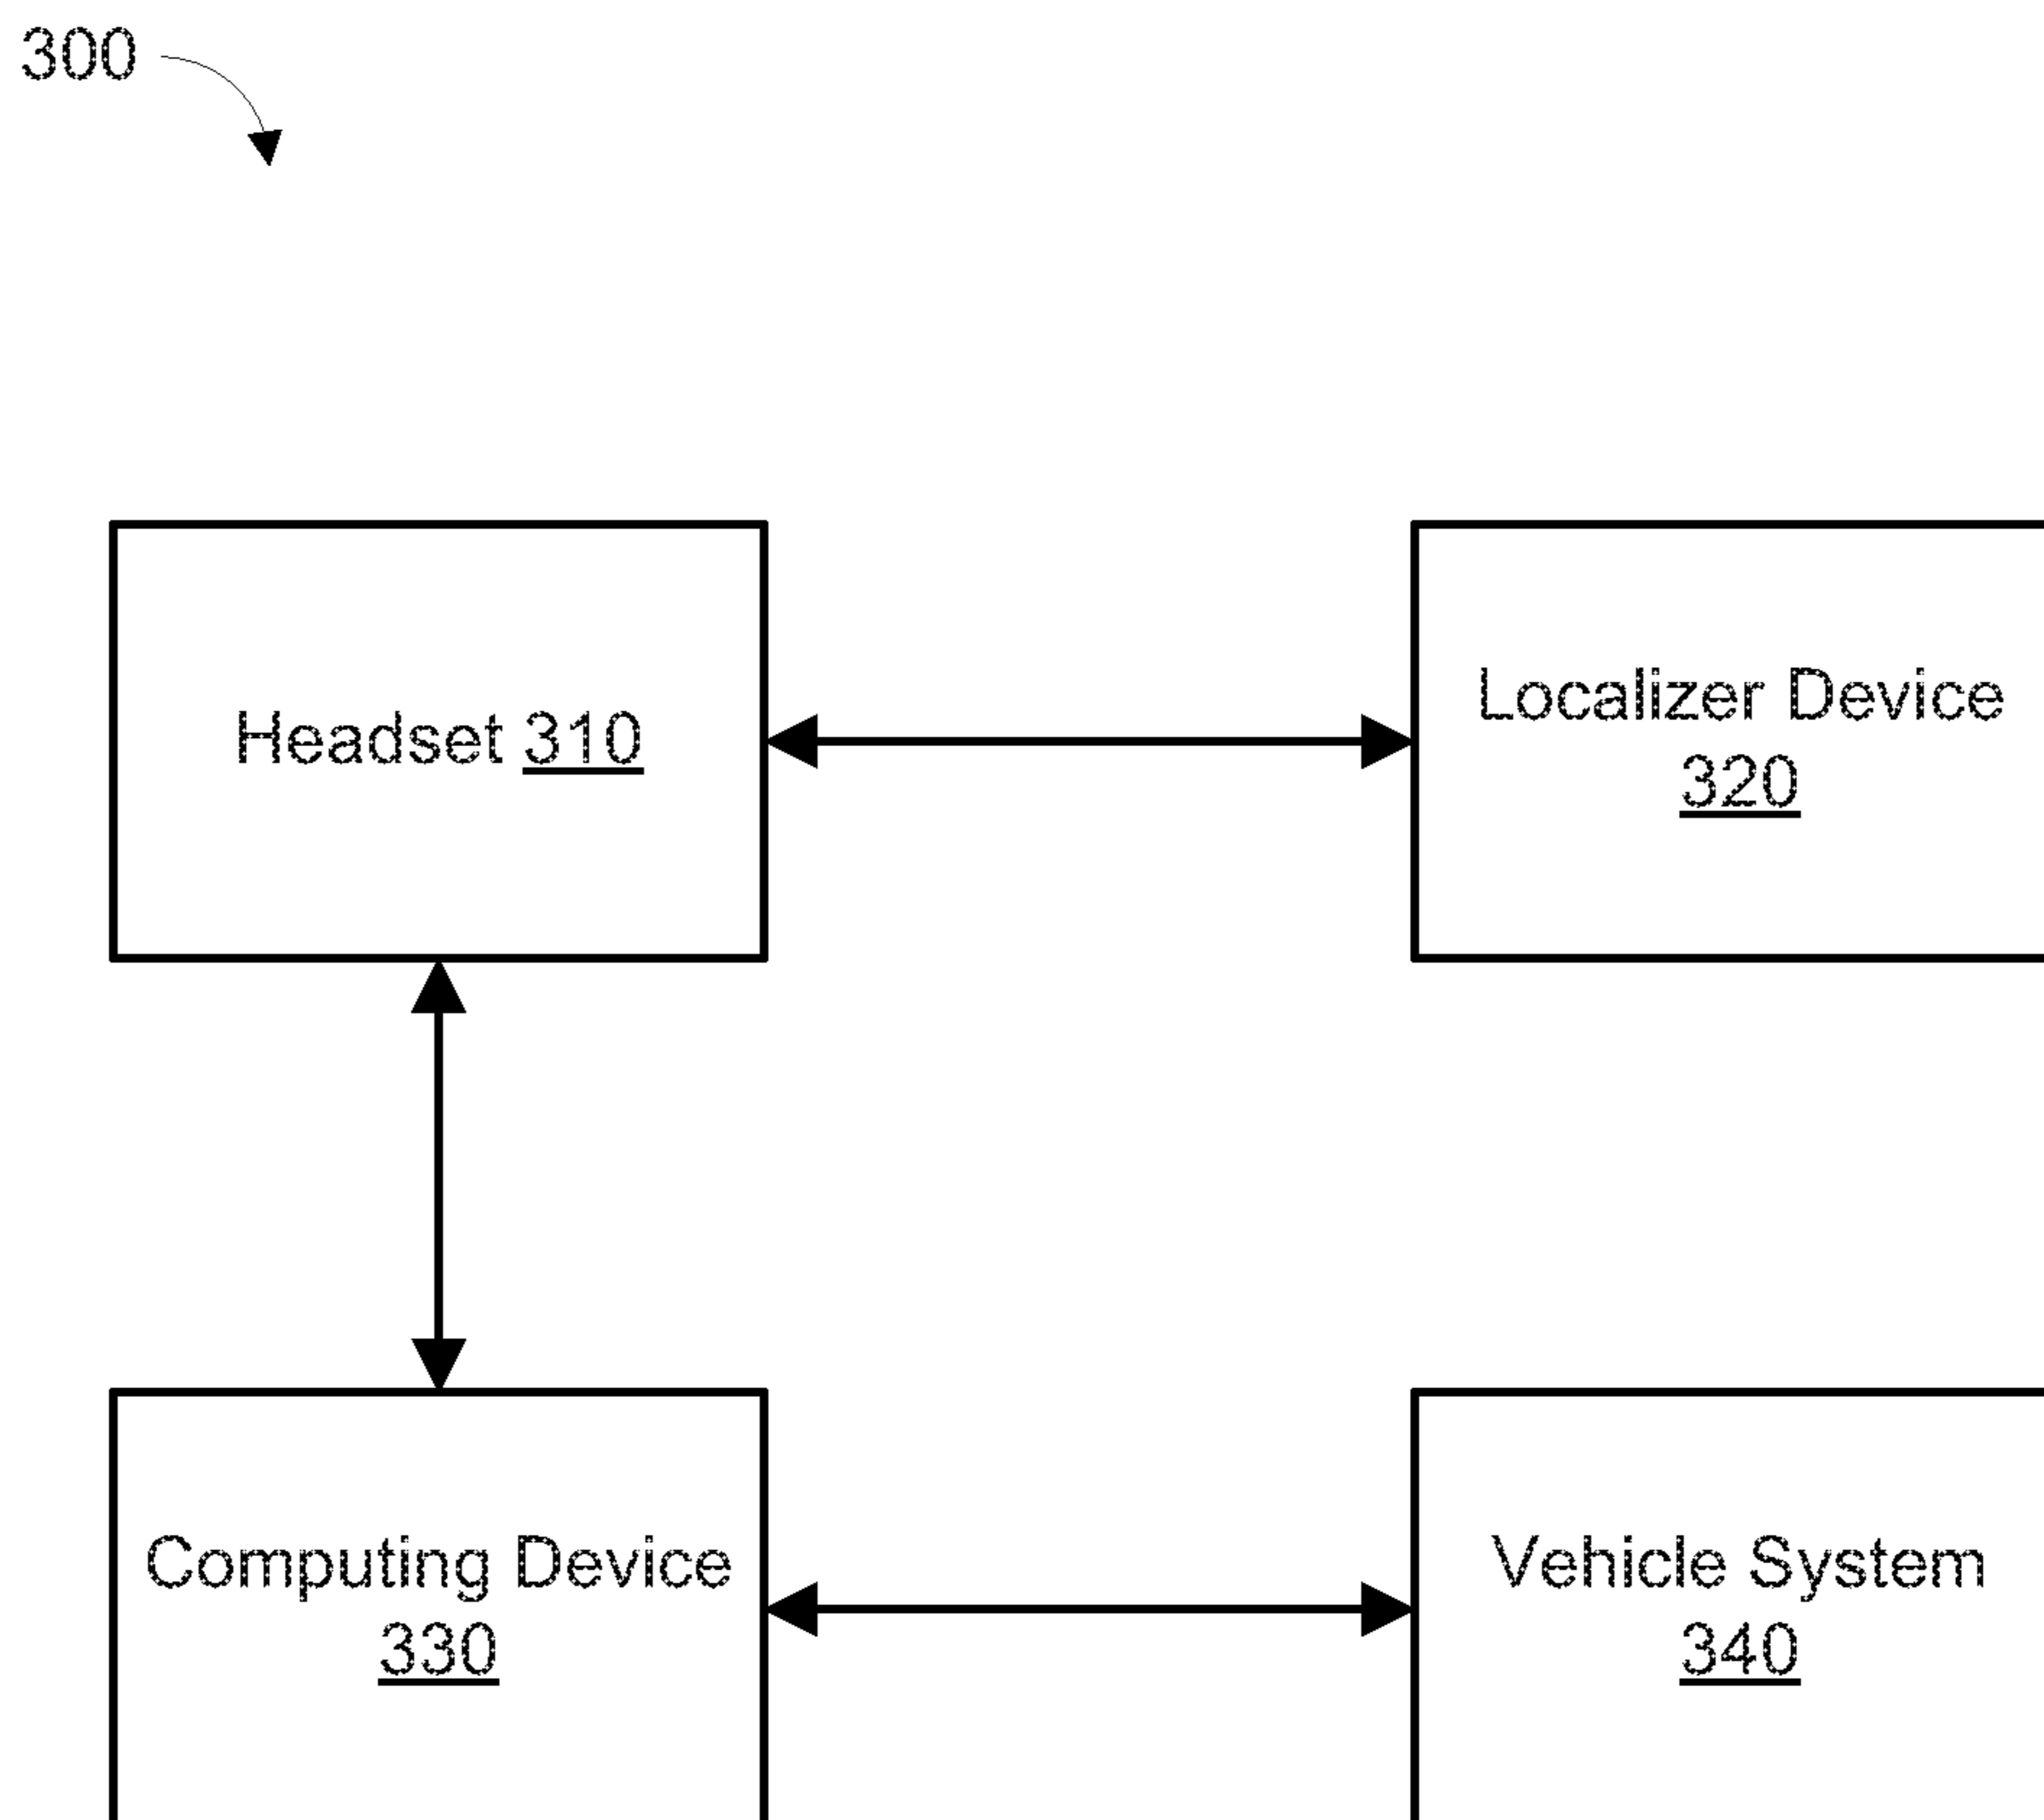 300
Headset 310
Localizer Device
320
Computing Device
330
Vehicle System
340